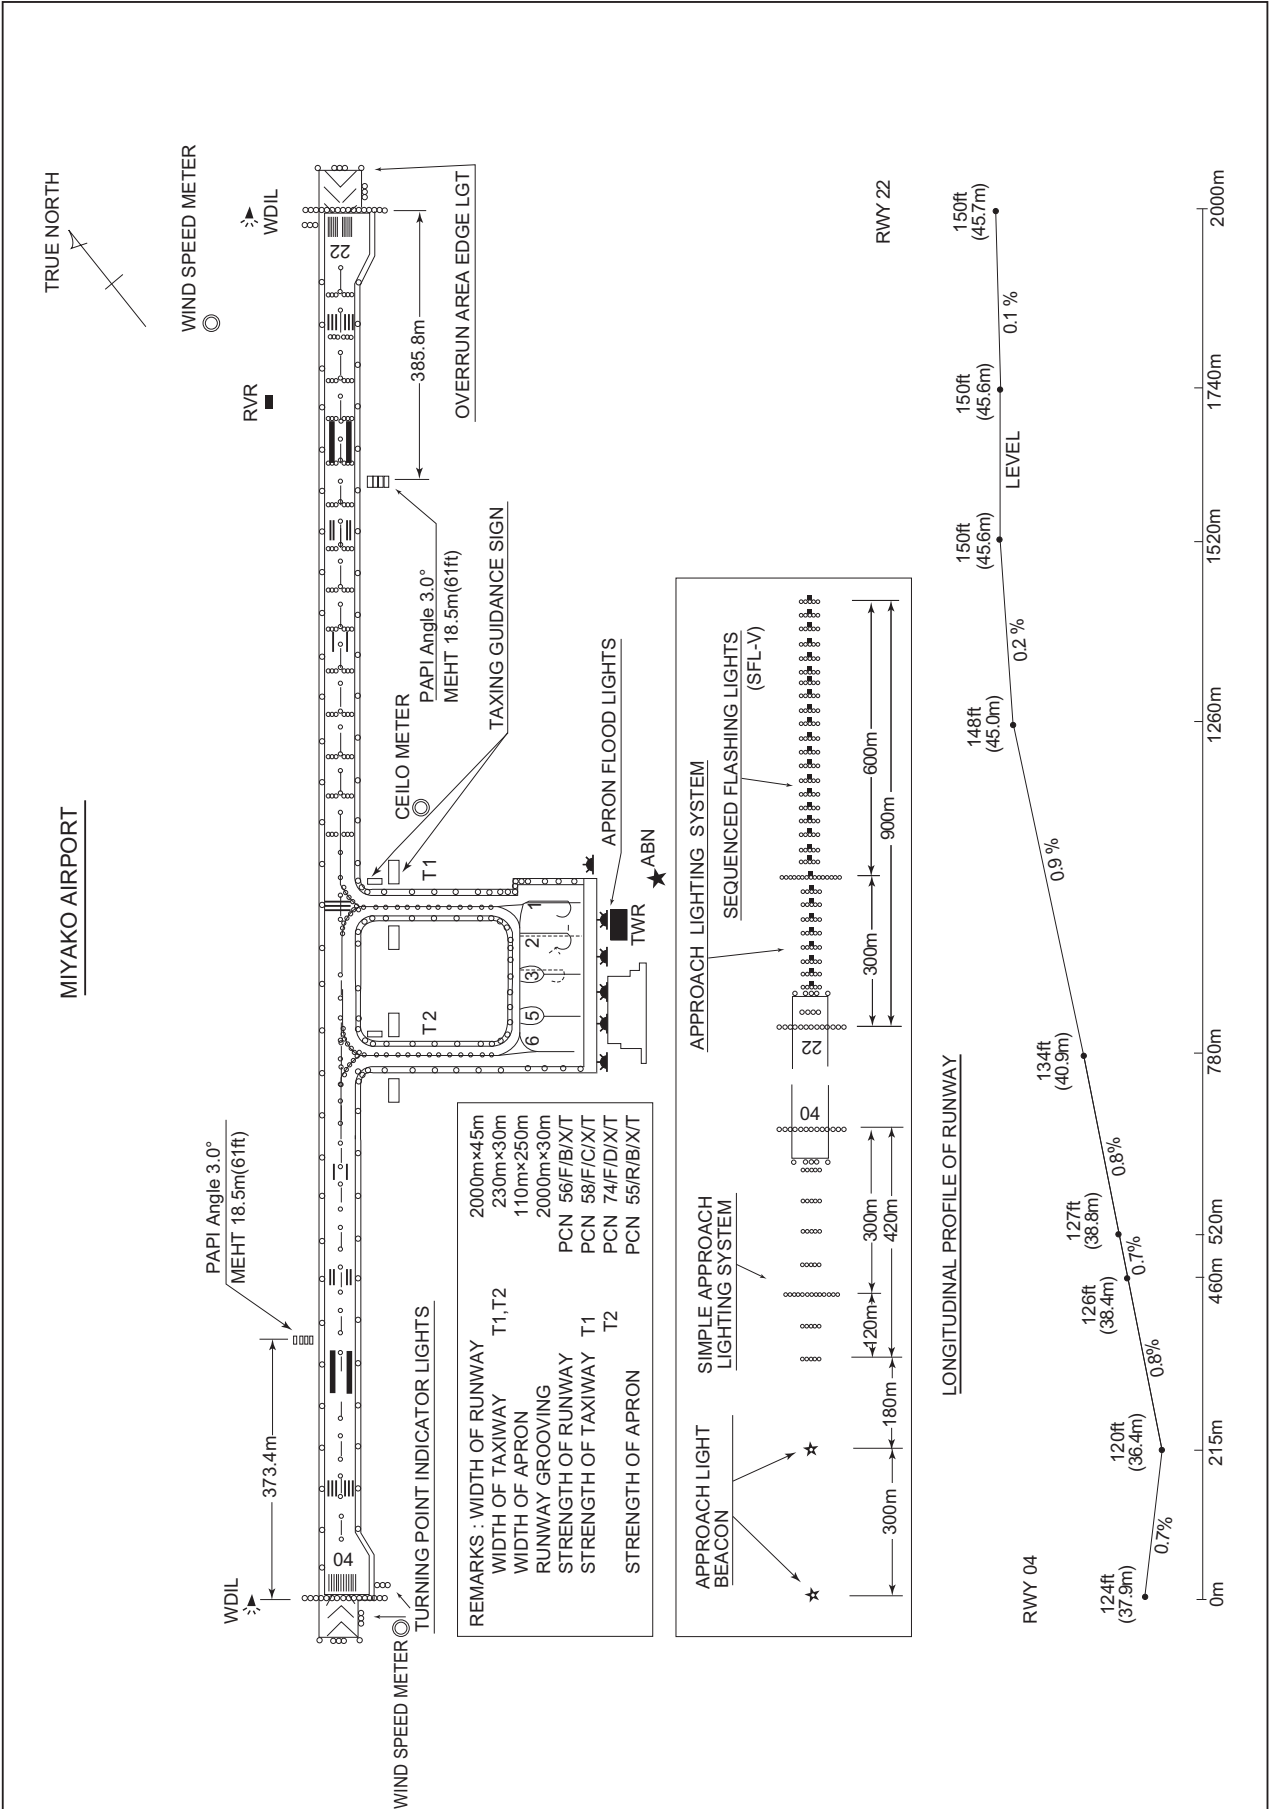 MIYAKO AIRPORT
TRUE NORTH
WIND SPEED METER
WDIL
RVR
22
385.8m
OVERRUN AREA EDGE LGT
PAPI Angle 3.0°
MEHT 18.5m(61ft)
TAXING GUIDANCE SIGN
CEILO METER
APRON FLOOD LIGHTS
ABN
TWR
T1
T2
1
2
3
5
6
PAPI Angle 3.0°
MEHT 18.5m(61ft)
373.4m
04
WDIL
WIND SPEED METER
TURNING POINT INDICATOR LIGHTS
REMARKS : WIDTH OF RUNWAY 2000m×45m
WIDTH OF TAXIWAY T1,T2 230m×30m
WIDTH OF APRON 110m×250m
RUNWAY GROOVING 2000m×30m
STRENGTH OF RUNWAY PCN 56/F/B/X/T
STRENGTH OF TAXIWAY T1 PCN 58/F/C/X/T
T2 PCN 74/F/D/X/T
STRENGTH OF APRON PCN 55/R/B/X/T
APPROACH LIGHT
BEACON
SIMPLE APPROACH
LIGHTING SYSTEM
APPROACH LIGHTING SYSTEM
SEQUENCED FLASHING LIGHTS
(SFL-V)
04
22
300m
180m
120m
300m
420m
300m
600m
900m
LONGITUDINAL PROFILE OF RUNWAY
RWY 04
RWY 22
124ft
(37.9m)
120ft
(36.4m)
126ft
(38.4m)
127ft
(38.8m)
134ft
(40.9m)
148ft
(45.0m)
150ft
(45.6m)
150ft
(45.6m)
150ft
(45.7m)
0.7%
0.8%
0.7%
0.8%
0.9 %
0.2 %
LEVEL
0.1 %
0m
215m
460m
520m
780m
1260m
1520m
1740m
2000m